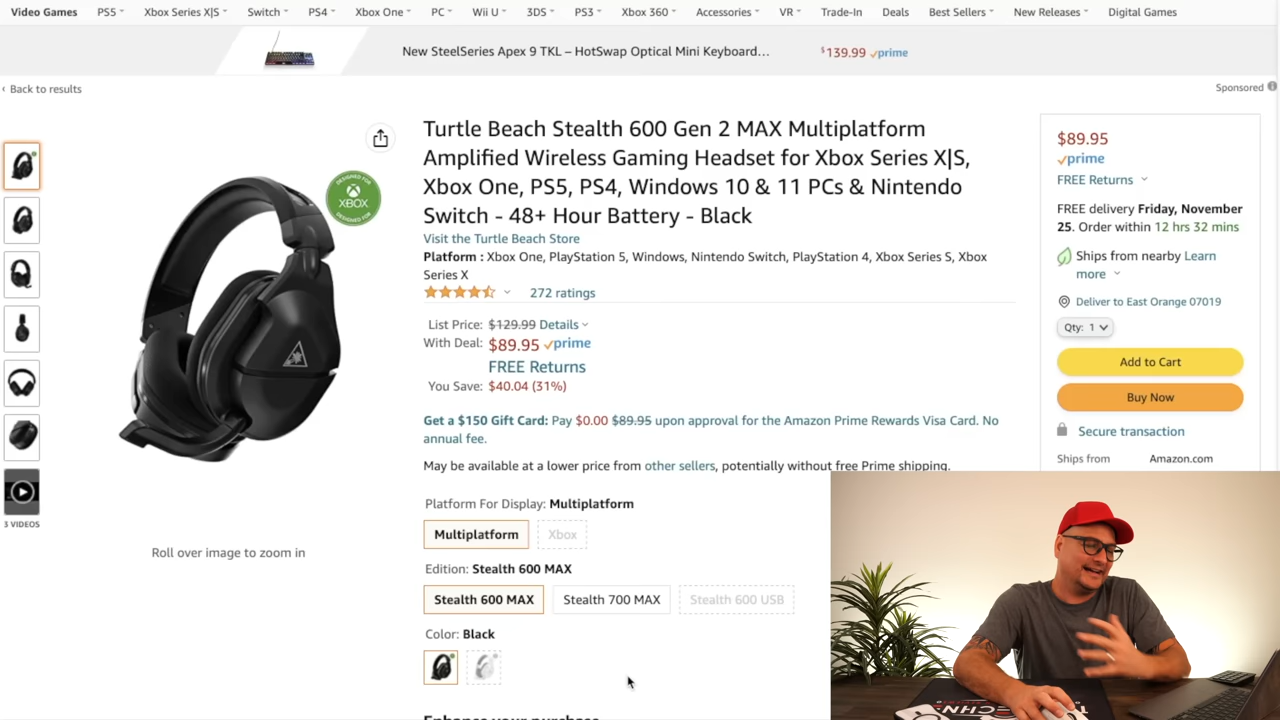 Video Games PS5 Xbox Series X|S Switch PS4 Xbox One PC Wii U 3DS PS3 Xbox 360 Accessories VR Trade-In Deals Best Sellers New Releases Digital Games
New SteelSeries Apex 9 TKL – HotSwap Optical Mini Keyboard… $139.99 prime
‹ Back to results
Sponsored
DESIGNED FOR
XBOX
DESIGNED FOR
3 VIDEOS
Roll over image to zoom in
Turtle Beach Stealth 600 Gen 2 MAX Multiplatform
Amplified Wireless Gaming Headset for Xbox Series X|S,
Xbox One, PS5, PS4, Windows 10 & 11 PCs & Nintendo
Switch - 48+ Hour Battery - Black
Visit the Turtle Beach Store
Platform : Xbox One, PlayStation 5, Windows, Nintendo Switch, PlayStation 4, Xbox Series S, Xbox
Series X
272 ratings
List Price: $129.99 Details
With Deal: $89.95 prime
FREE Returns
You Save: $40.04 (31%)
Get a $150 Gift Card: Pay $0.00 $89.95 upon approval for the Amazon Prime Rewards Visa Card. No
annual fee.
May be available at a lower price from other sellers, potentially without free Prime shipping.
Platform For Display: Multiplatform
Multiplatform Xbox
Edition: Stealth 600 MAX
Stealth 600 MAX Stealth 700 MAX Stealth 600 USB
Color: Black
Enhance your purchase
$89.95
prime
FREE Returns
FREE delivery Friday, November
25. Order within 12 hrs 32 mins
Ships from nearby Learn
more
Deliver to East Orange 07019
Qty: 1
Add to Cart
Buy Now
Secure transaction
Ships from Amazon.com